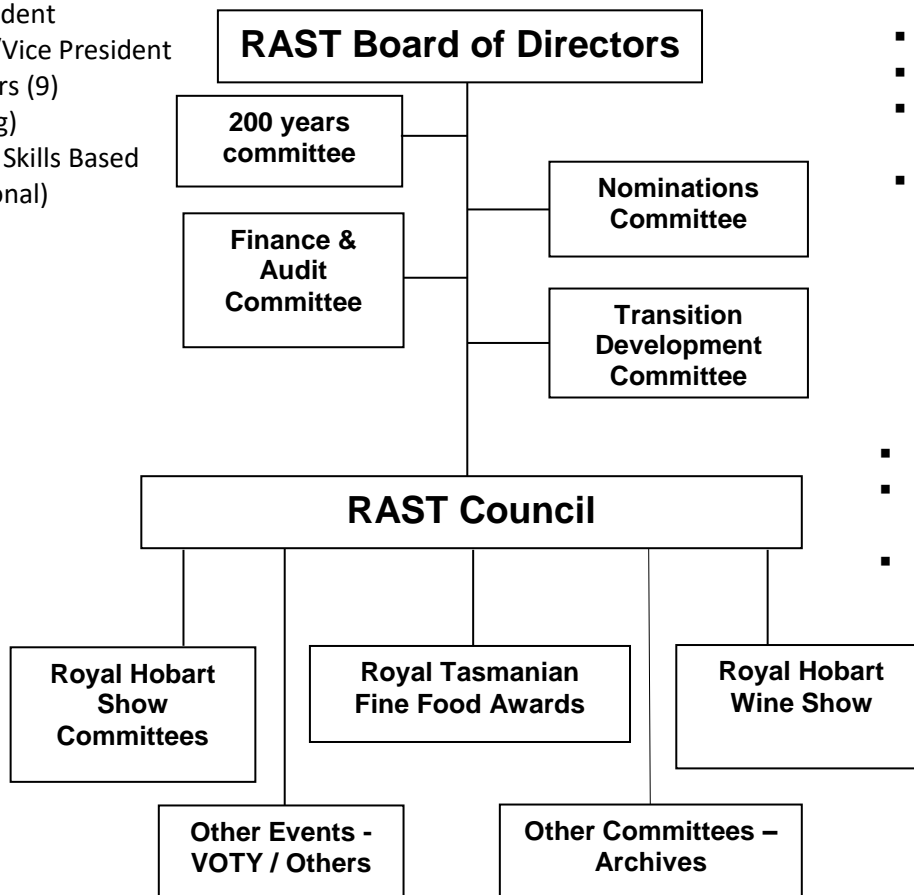 dent
/Vice President
rs (9)
g)
Skills Based
onal)
RAST Board of Directors
200 years
committee
Nominations
Committee
Finance &
Audit
Committee
Transition
Development
Committee
RAST Council
Royal Hobart
Show
Committees
Royal Tasmanian
Fine Food Awards
Royal Hobart
Wine Show
Other Events -
VOTY / Others
Other Committees –
Archives